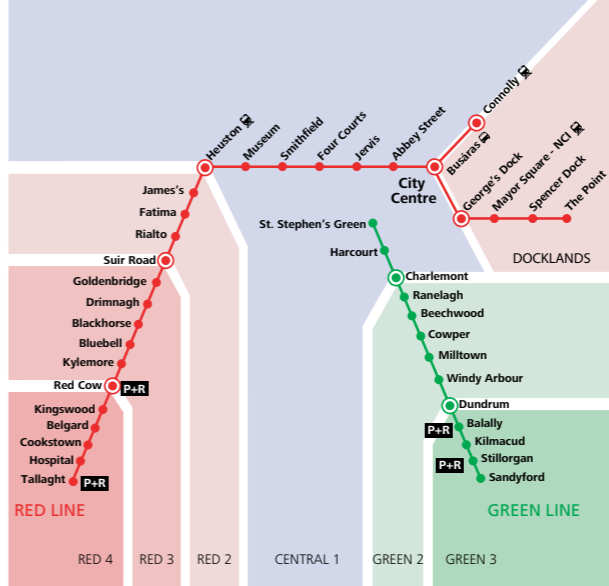 Connolly
Heuston
Museum
Smithfield
Four Courts
Jervis
Abbey Street
Busáras
City
Centre
George's Dock
Mayor Square - NCI
Spencer Dock
The Point
James's
Fatima
Rialto
Suir Road
Goldenbridge
Drimnagh
Blackhorse
Bluebell
Kylemore
Red Cow
P+R
Kingswood
Belgard
Cookstown
Hospital
Tallaght
P+R
RED LINE
St. Stephen's Green
Harcourt
DOCKLANDS
Charlemont
Ranelagh
Beechwood
Cowper
Milltown
Windy Arbour
Dundrum
P+R
Balally
Kilmacud
P+R
Stillorgan
Sandyford
GREEN LINE
RED 4
RED 3
RED 2
CENTRAL 1
GREEN 2
GREEN 3